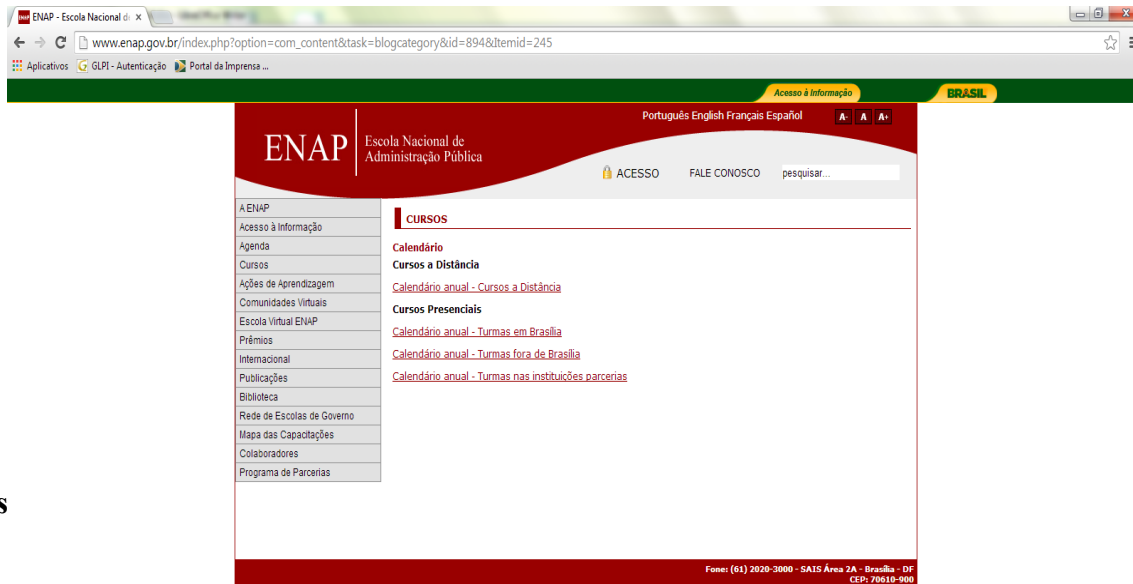 ENAP - Escola Nacional d
www.enap.gov.br/index.php?option=com_content&task=blogcategory&id=894&Itemid=245
Aplicativos GLPI - Autenticação Portal da Imprensa ...
Acesso à Informação BRASIL
Português English Français Español A- A A+
ENAP Escola Nacional de
Administração Pública
ACESSO FALE CONOSCO pesquisar...
A ENAP
Acesso à Informação
Agenda
Cursos
Ações de Aprendizagem
Comunidades Virtuais
Escola Virtual ENAP
Prêmios
Internacional
Publicações
Biblioteca
Rede de Escolas de Governo
Mapa das Capacitações
Colaboradores
Programa de Parcerias
CURSOS
Calendário
Cursos a Distância
Calendário anual - Cursos a Distância
Cursos Presenciais
Calendário anual - Turmas em Brasília
Calendário anual - Turmas fora de Brasília
Calendário anual - Turmas nas instituições parcerias
s
Fone: (61) 2020-3000 - SAIS Área 2A - Brasília - DF
CEP: 70610-900